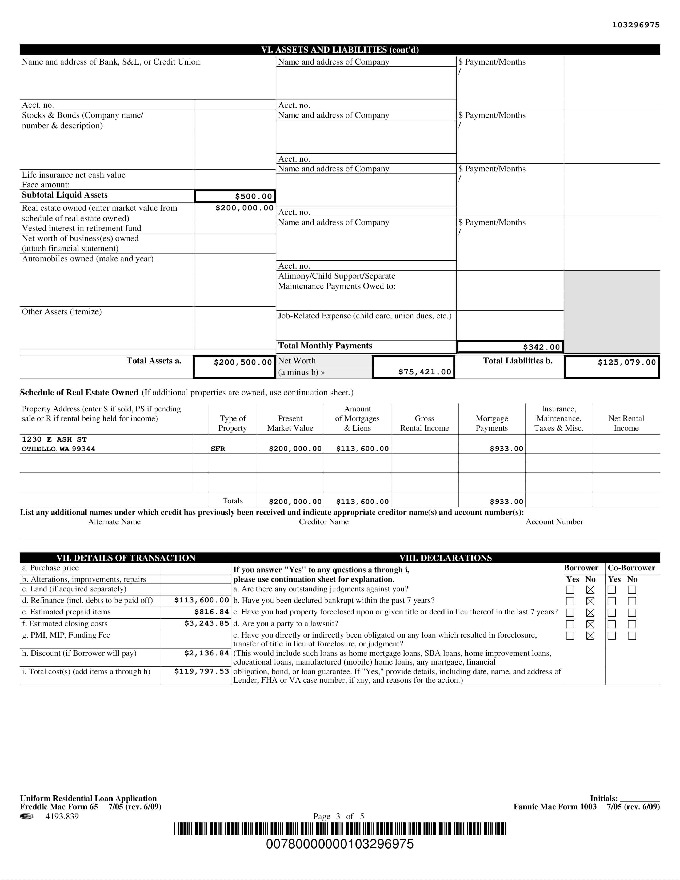 103296975
VI. ASSETS AND LIABILITIES (cont'd)
Name and address of Bank, S&L, or Credit Union
Name and address of Company
$ Payment/Months
/
Acct. no.
Acct. no.
Stocks & Bonds (Company name/
number & description)
Name and address of Company
$ Payment/Months
/
Acct. no.
Name and address of Company
$ Payment/Months
/
Life insurance net cash value
Face amount:
Subtotal Liquid Assets $500.00
Real estate owned (enter market value from
schedule of real estate owned) $200,000.00
Acct. no.
Vested interest in retirement fund
Name and address of Company
$ Payment/Months
/
Net worth of business(es) owned
(attach financial statement)
Automobiles owned (make and year)
Acct. no.
Alimony/Child Support/Separate
Maintenance Payments Owed to:
Other Assets (itemize)
Job-Related Expense (child care, union dues, etc.)
Total Monthly Payments $342.00
Total Assets a. $200,500.00 Net Worth
(a minus b) » $75,421.00 Total Liabilities b. $125,079.00
Schedule of Real Estate Owned (If additional properties are owned, use continuation sheet.)
Property Address (enter S if sold, PS if pending
sale or R if rental being held for income)
Type of
Property
Present
Market Value
Amount
of Mortgages
& Liens
Gross
Rental Income
Mortgage
Payments
Insurance,
Maintenance,
Taxes & Misc.
Net Rental
Income
1230 E ASH ST
OTHELLO, WA 99344 SFR $200,000.00 $113,600.00 $933.00
Totals $200,000.00 $113,600.00 $933.00
List any additional names under which credit has previously been received and indicate appropriate creditor name(s) and account number(s):
Alternate Name Creditor Name Account Number
VII. DETAILS OF TRANSACTION
a. Purchase price
b. Alterations, improvements, repairs
c. Land (if acquired separately)
d. Refinance (incl. debts to be paid off) $113,600.00
e. Estimated prepaid items $816.84
f. Estimated closing costs $3,243.85
g. PMI, MIP, Funding Fee
h. Discount (if Borrower will pay) $2,136.84
i. Total cost(s) (add items a through h) $119,797.53
VIII. DECLARATIONS
If you answer "Yes" to any questions a through i,
please use continuation sheet for explanation.
Borrower Co-Borrower
Yes No Yes No
a. Are there any outstanding judgments against you?
b. Have you been declared bankrupt within the past 7 years?
c. Have you had property foreclosed upon or given title or deed in lieu thereof in the last 7 years?
d. Are you a party to a lawsuit?
e. Have you directly or indirectly been obligated on any loan which resulted in foreclosure,
transfer of title in lieu of foreclosure, or judgment?
(This would include such loans as home mortgage loans, SBA loans, home improvement loans,
educational loans, manufactured (mobile) home loans, any mortgage, financial
obligation, bond, or loan guarantee. If "Yes," provide details, including date, name, and address of
Lender, FHA or VA case number, if any, and reasons for the action.)
Uniform Residential Loan Application
Freddie Mac Form 65 7/05 (rev. 6/09)
4193.839
Page 3 of 5
Initials: ________
Fannie Mae Form 1003 7/05 (rev. 6/09)
00780000000103296975